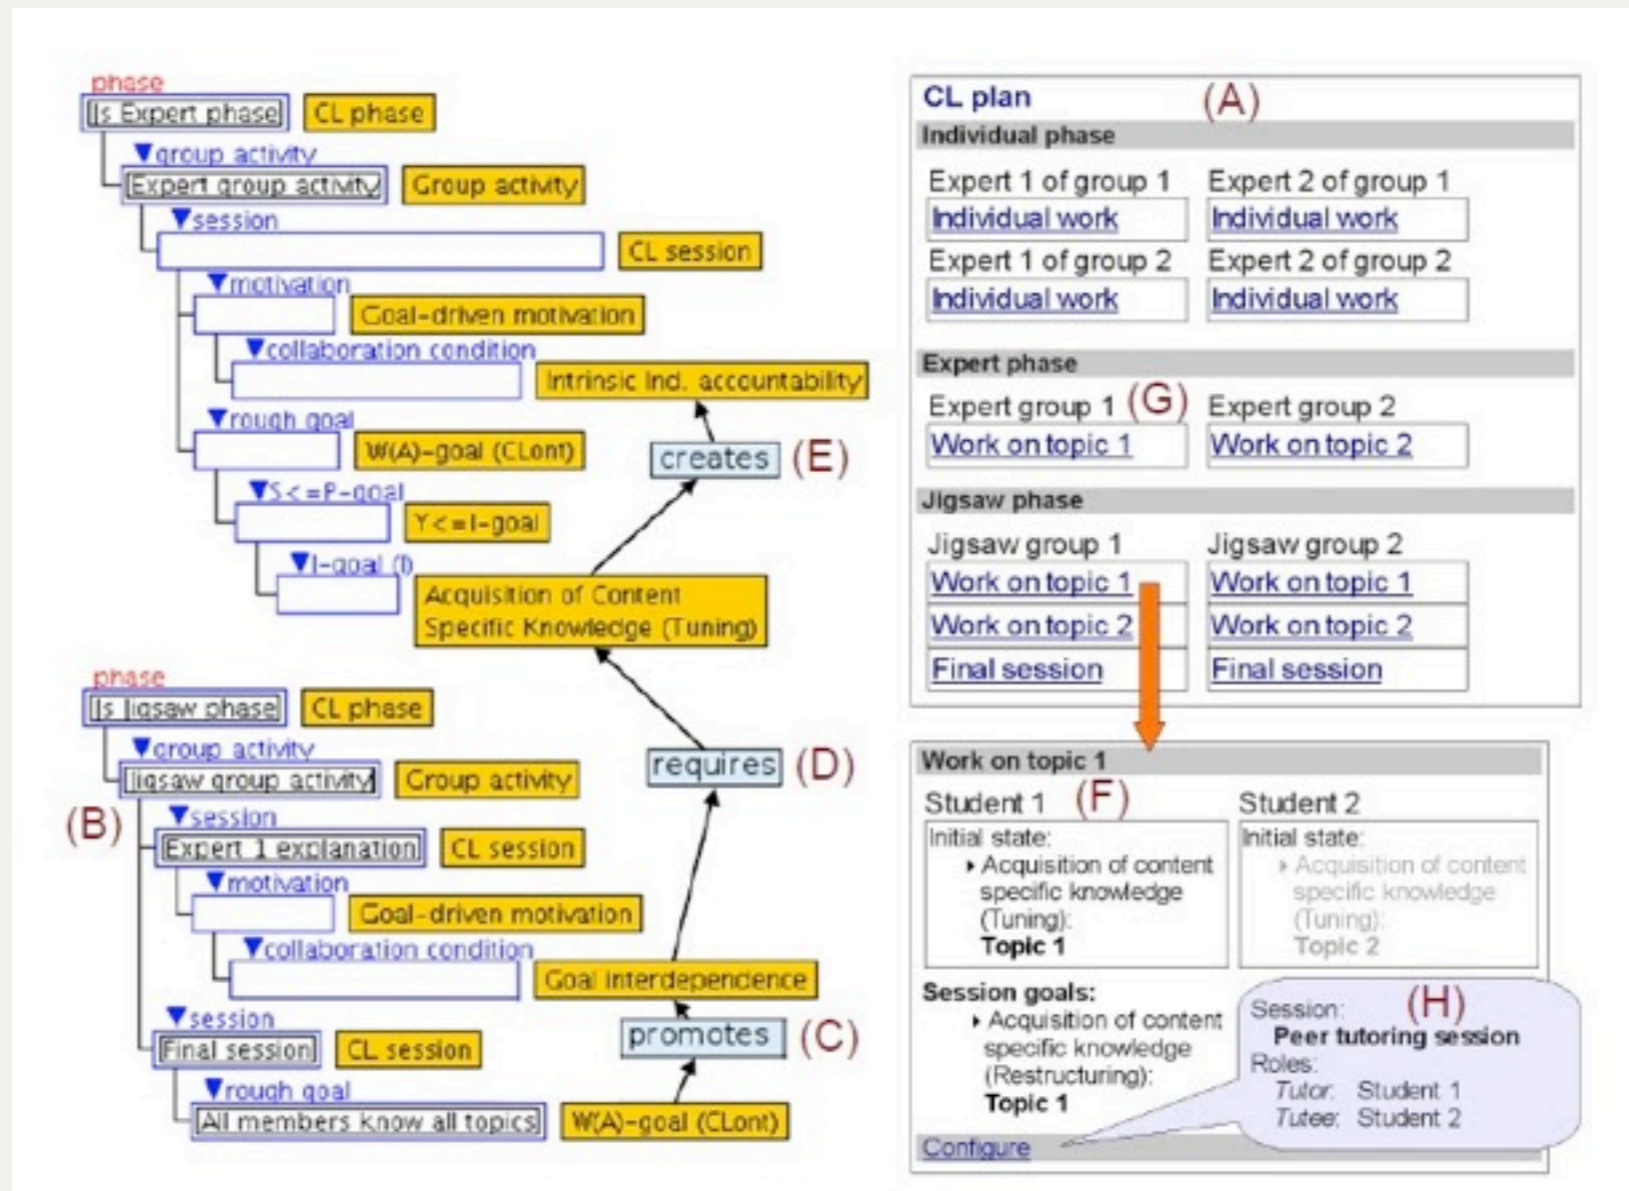 phase
Is Expert phase CL phase
▼group activity
Expert group activity Group activity
▼session
CL session
▼motivation
Goal-driven motivation
▼collaboration condition
Intrinsic Ind. accountability
▼rough goal
W(A)-goal (CLont)
creates (E)
▼S<=P-goal
Y<=I-goal
▼I-goal (I)
Acquisition of Content
Specific Knowledge (Tuning)
phase
Is Jigsaw phase CL phase
▼group activity
Jigsaw group activity Group activity
requires (D)
(B)
▼session
Expert 1 explanation CL session
▼motivation
Goal-driven motivation
▼collaboration condition
Goal Interdependence
▼session
Final session CL session
promotes (C)
▼rough goal
All members know all topics W(A)-goal (CLont)
CL plan (A)
Individual phase
Expert 1 of group 1 Expert 2 of group 1
Individual work Individual work
Expert 1 of group 2 Expert 2 of group 2
Individual work Individual work
Expert phase
Expert group 1 (G) Expert group 2
Work on topic 1 Work on topic 2
Jigsaw phase
Jigsaw group 1 Jigsaw group 2
Work on topic 1 Work on topic 1
Work on topic 2 Work on topic 2
Final session Final session
Work on topic 1
Student 1 (F) Student 2
Initial state: Initial state:
‣ Acquisition of content ‣ Acquisition of content
specific knowledge specific knowledge
(Tuning): (Tuning):
Topic 1 Topic 2
Session goals:
‣ Acquisition of content
specific knowledge
(Restructuring):
Topic 1
Session: (H)
Peer tutoring session
Roles:
Tutor: Student 1
Tutee: Student 2
Configure